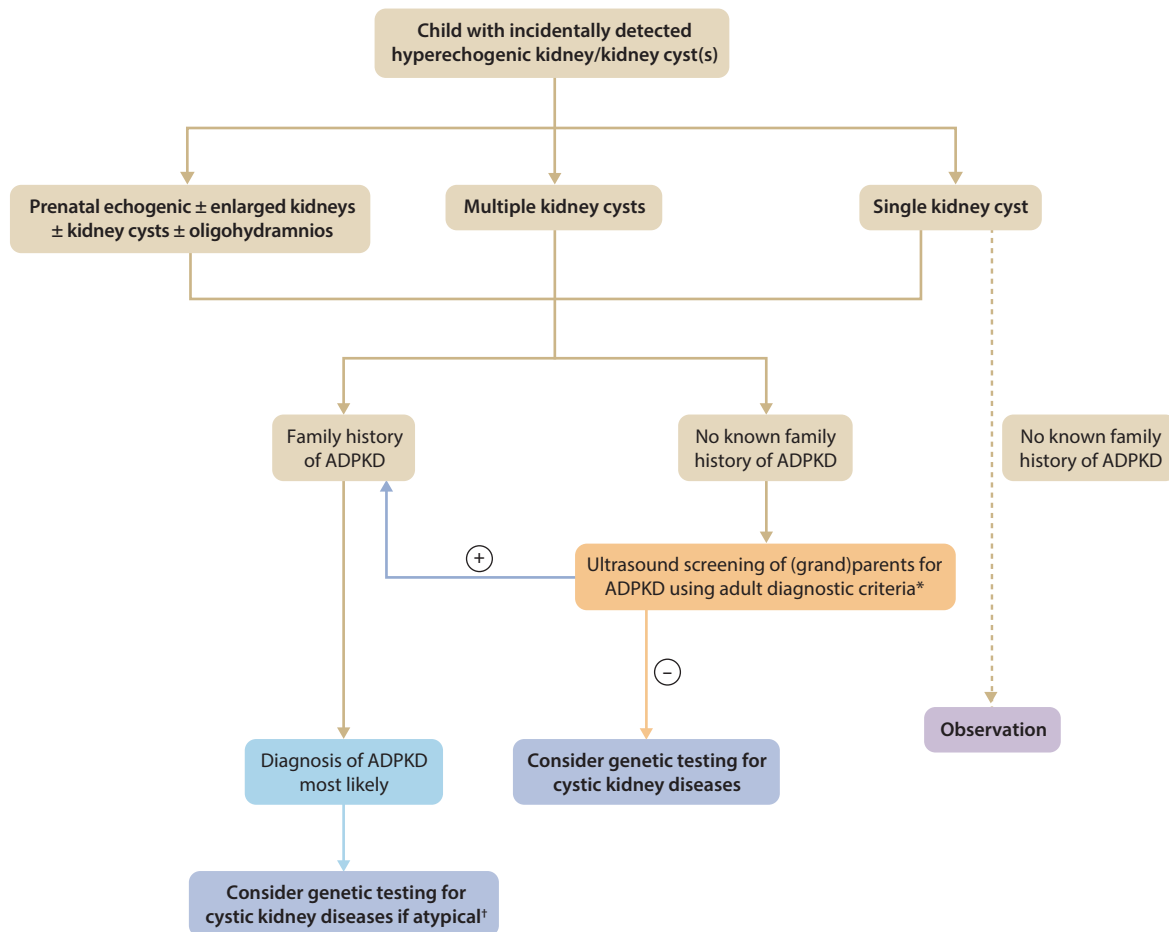 Child with incidentally detected
hyperechogenic kidney/kidney cyst(s)
Prenatal echogenic ± enlarged kidneys
± kidney cysts ± oligohydramnios
Multiple kidney cysts
Single kidney cyst
Family history
of ADPKD
No known family
history of ADPKD
No known family
history of ADPKD
+
Ultrasound screening of (grand)parents for
ADPKD using adult diagnostic criteria*
−
Observation
Diagnosis of ADPKD
most likely
Consider genetic testing for
cystic kidney diseases
Consider genetic testing for
cystic kidney diseases if atypical†